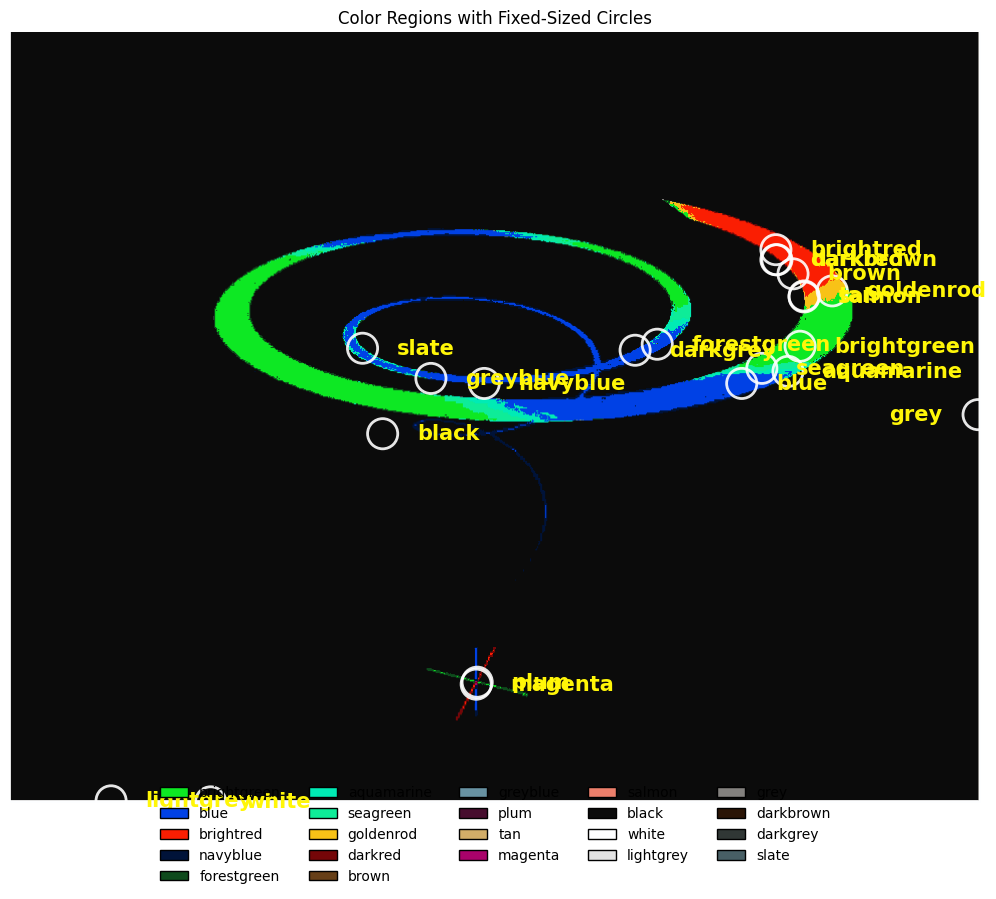 Color Regions with Fixed-Sized Circles
brightred
darkbrown
brown
goldenrod
salmon
forestgreen
brightgreen
slate
darkgrey
seagreen
aquamarine
greyblue
navyblue
blue
grey
black
plum
magenta
lightgrey
white
brightgreen aquamarine greyblue salmon grey
blue seagreen plum black darkbrown
brightred goldenrod tan white darkgrey
navyblue darkred magenta lightgrey slate
forestgreen brown